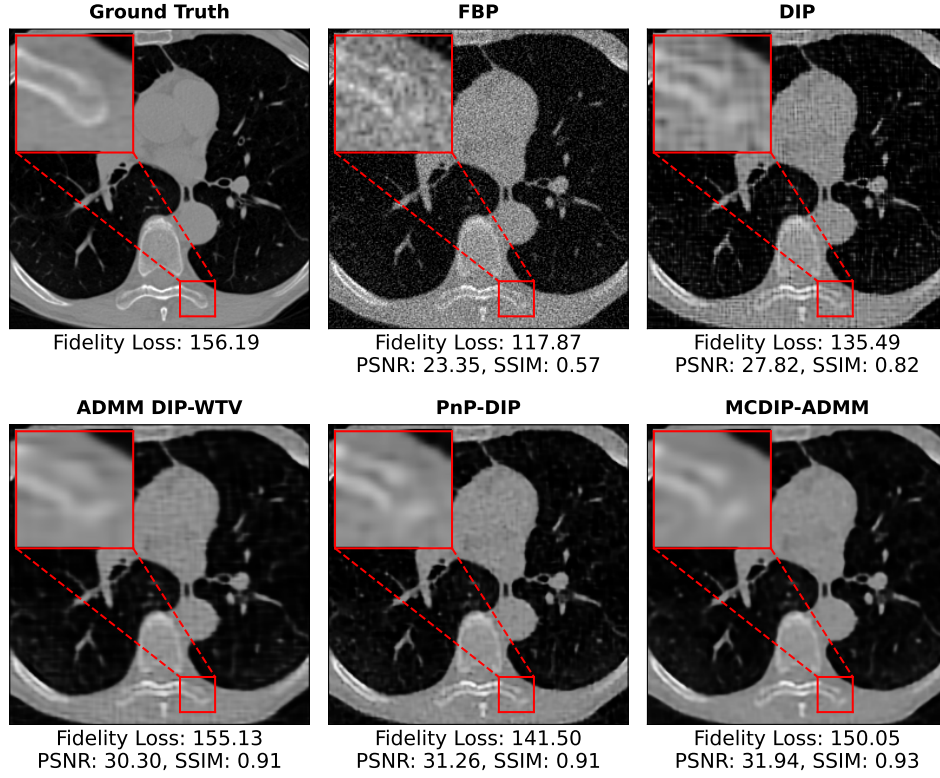 Ground Truth
FBP
DIP
Fidelity Loss: 156.19
Fidelity Loss: 117.87
PSNR: 23.35, SSIM: 0.57
Fidelity Loss: 135.49
PSNR: 27.82, SSIM: 0.82
ADMM DIP-WTV
PnP-DIP
MCDIP-ADMM
Fidelity Loss: 155.13
PSNR: 30.30, SSIM: 0.91
Fidelity Loss: 141.50
PSNR: 31.26, SSIM: 0.91
Fidelity Loss: 150.05
PSNR: 31.94, SSIM: 0.93